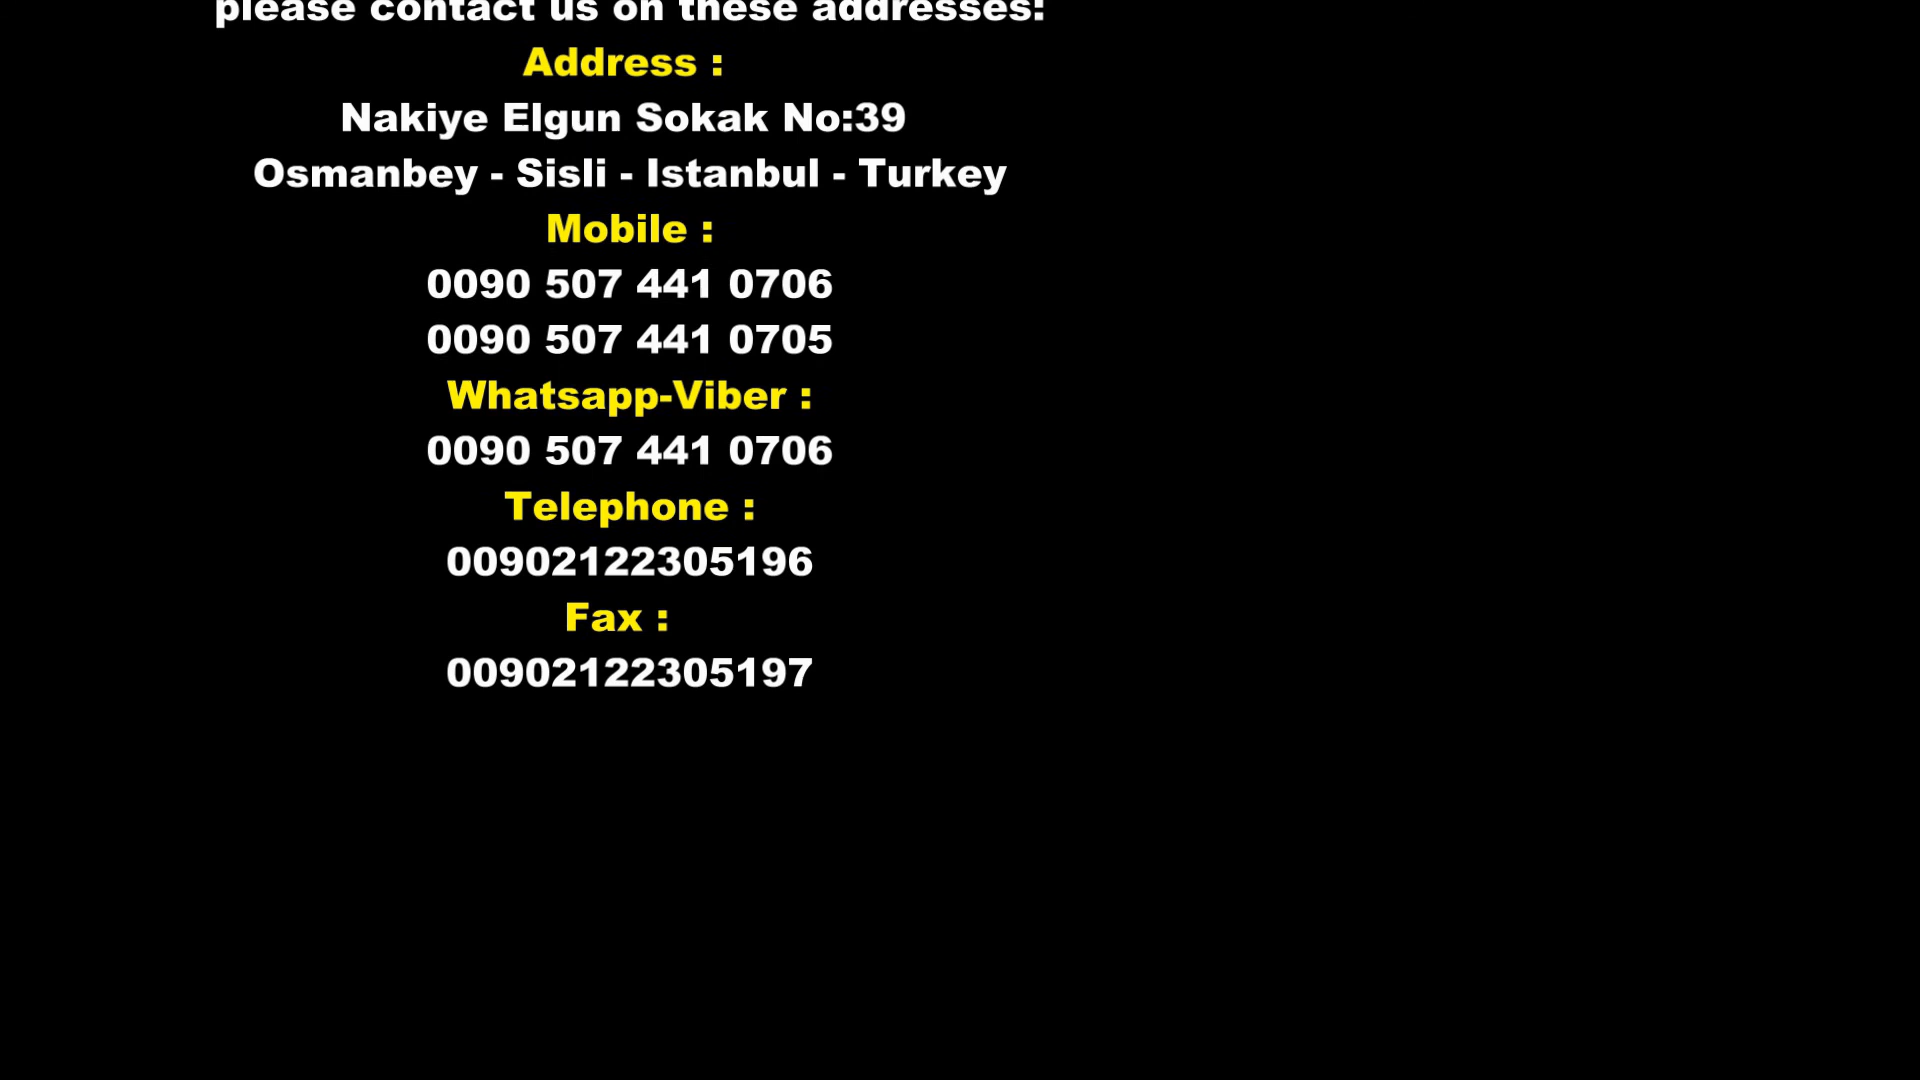 please contact us on these addresses:
Address :
Nakiye Elgun Sokak No:39
Osmanbey - Sisli - Istanbul - Turkey
Mobile :
0090 507 441 0706
0090 507 441 0705
Whatsapp-Viber :
0090 507 441 0706
Telephone :
00902122305196
Fax :
00902122305197